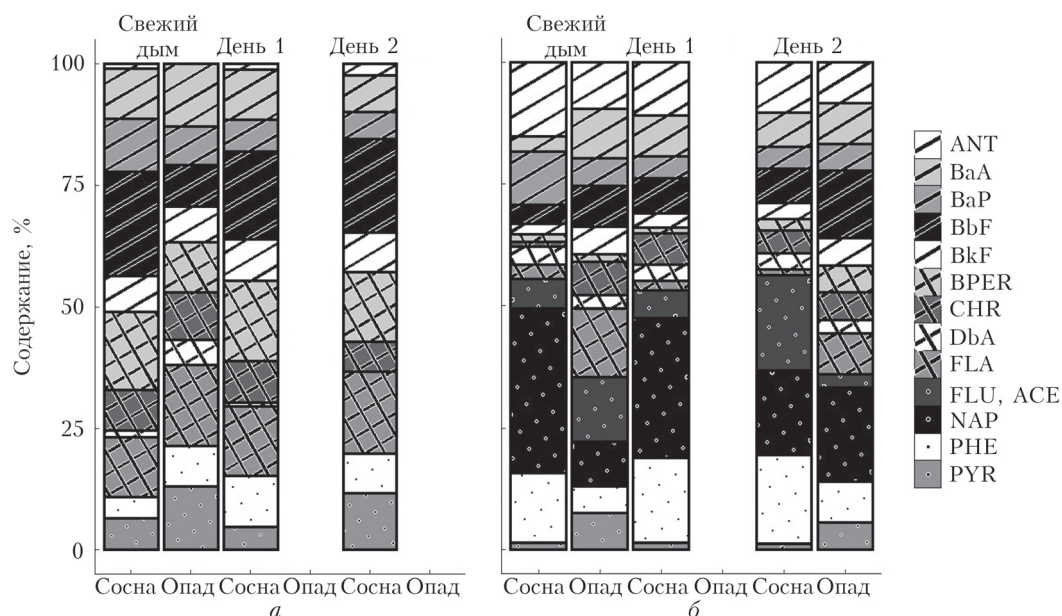 Свежий
дым
День 1
День 2
Свежий
дым
День 1
День 2
Содержание, %
100
75
50
25
0
ANT
BaA
BaP
BbF
BkF
BPER
CHR
DbA
FLA
FLU, ACE
NAP
PHE
PYR
Сосна Опад Сосна Опад Сосна Опад
Сосна Опад Сосна Опад Сосна Опад
а
б